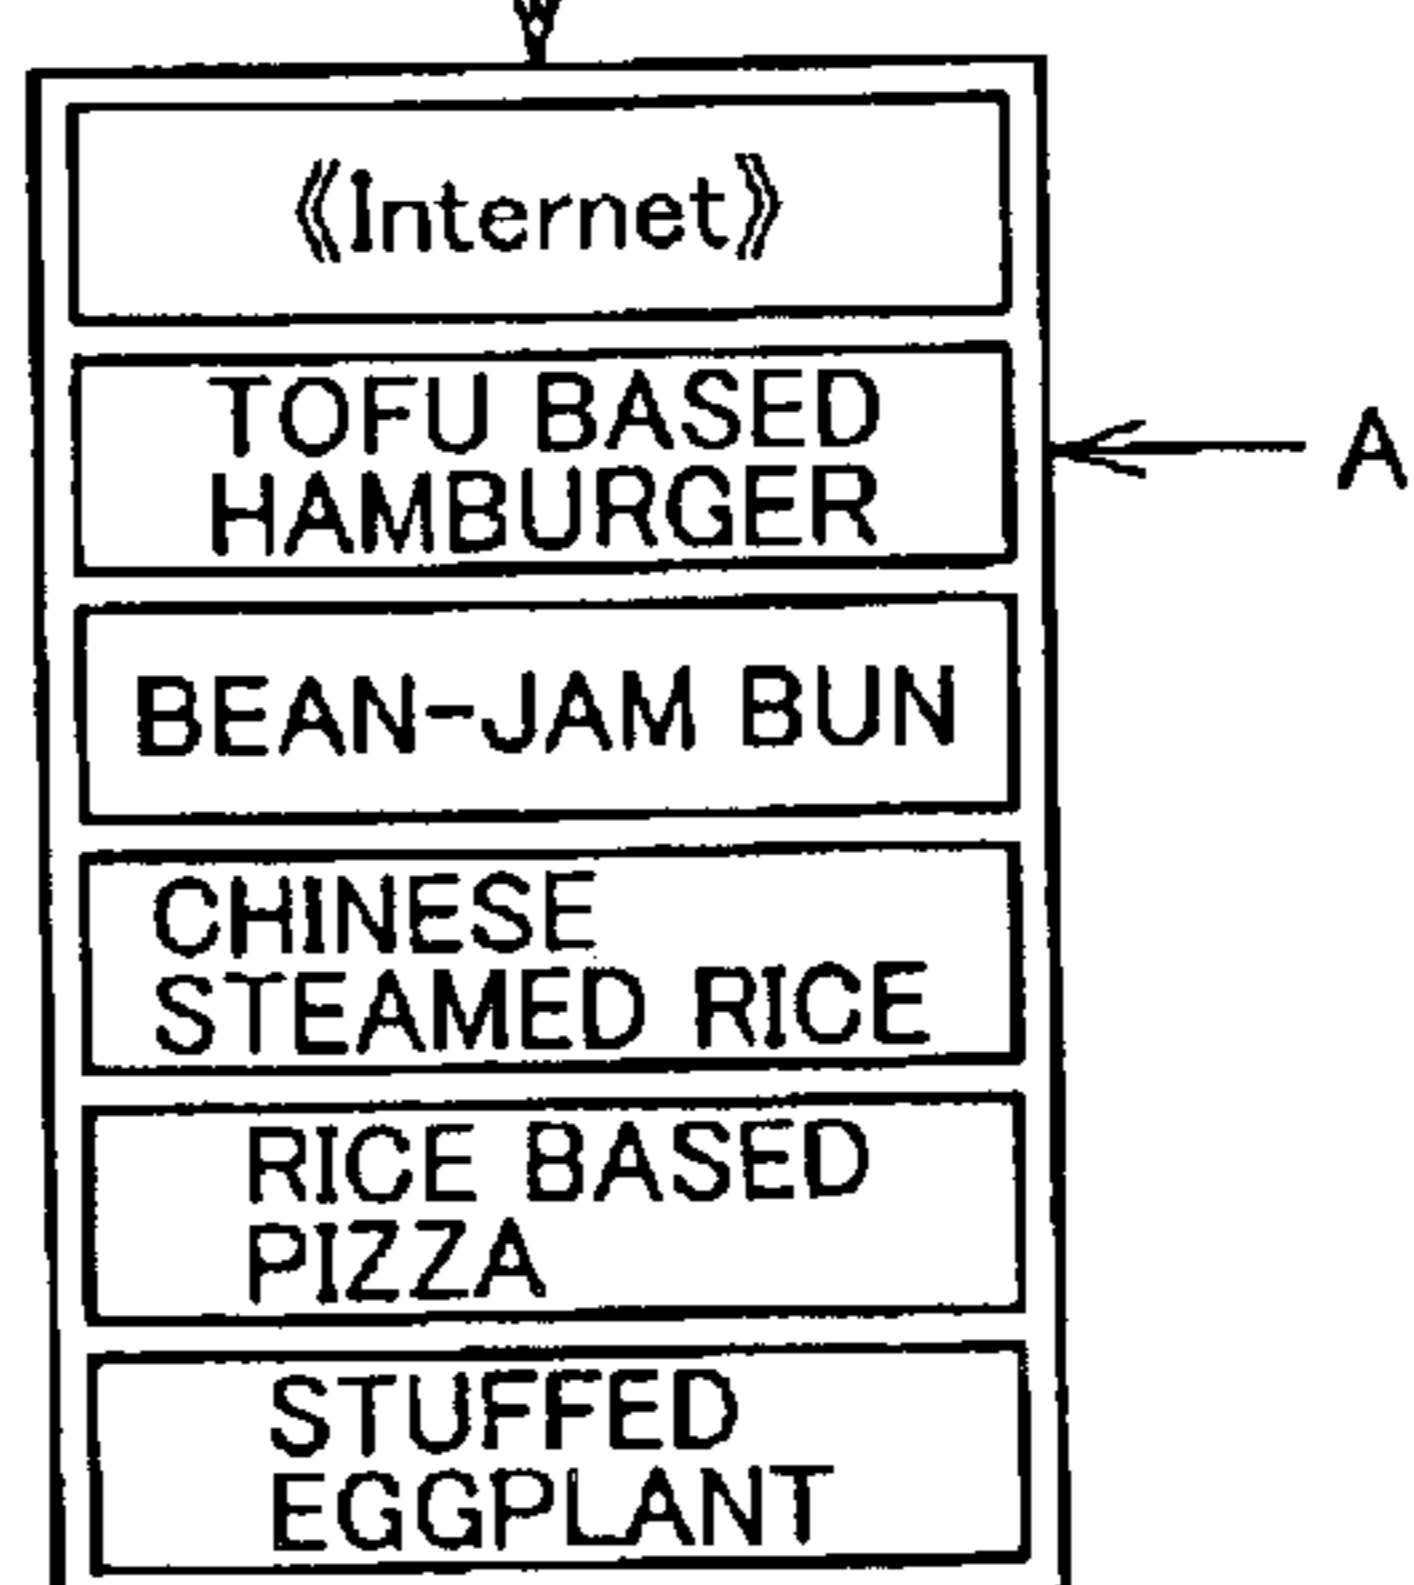 《Internet》
TOFU BASED
HAMBURGER
A
BEAN-JAM BUN
CHINESE
STEAMED RICE
RICE BASED
PIZZA
STUFFED
EGGPLANT